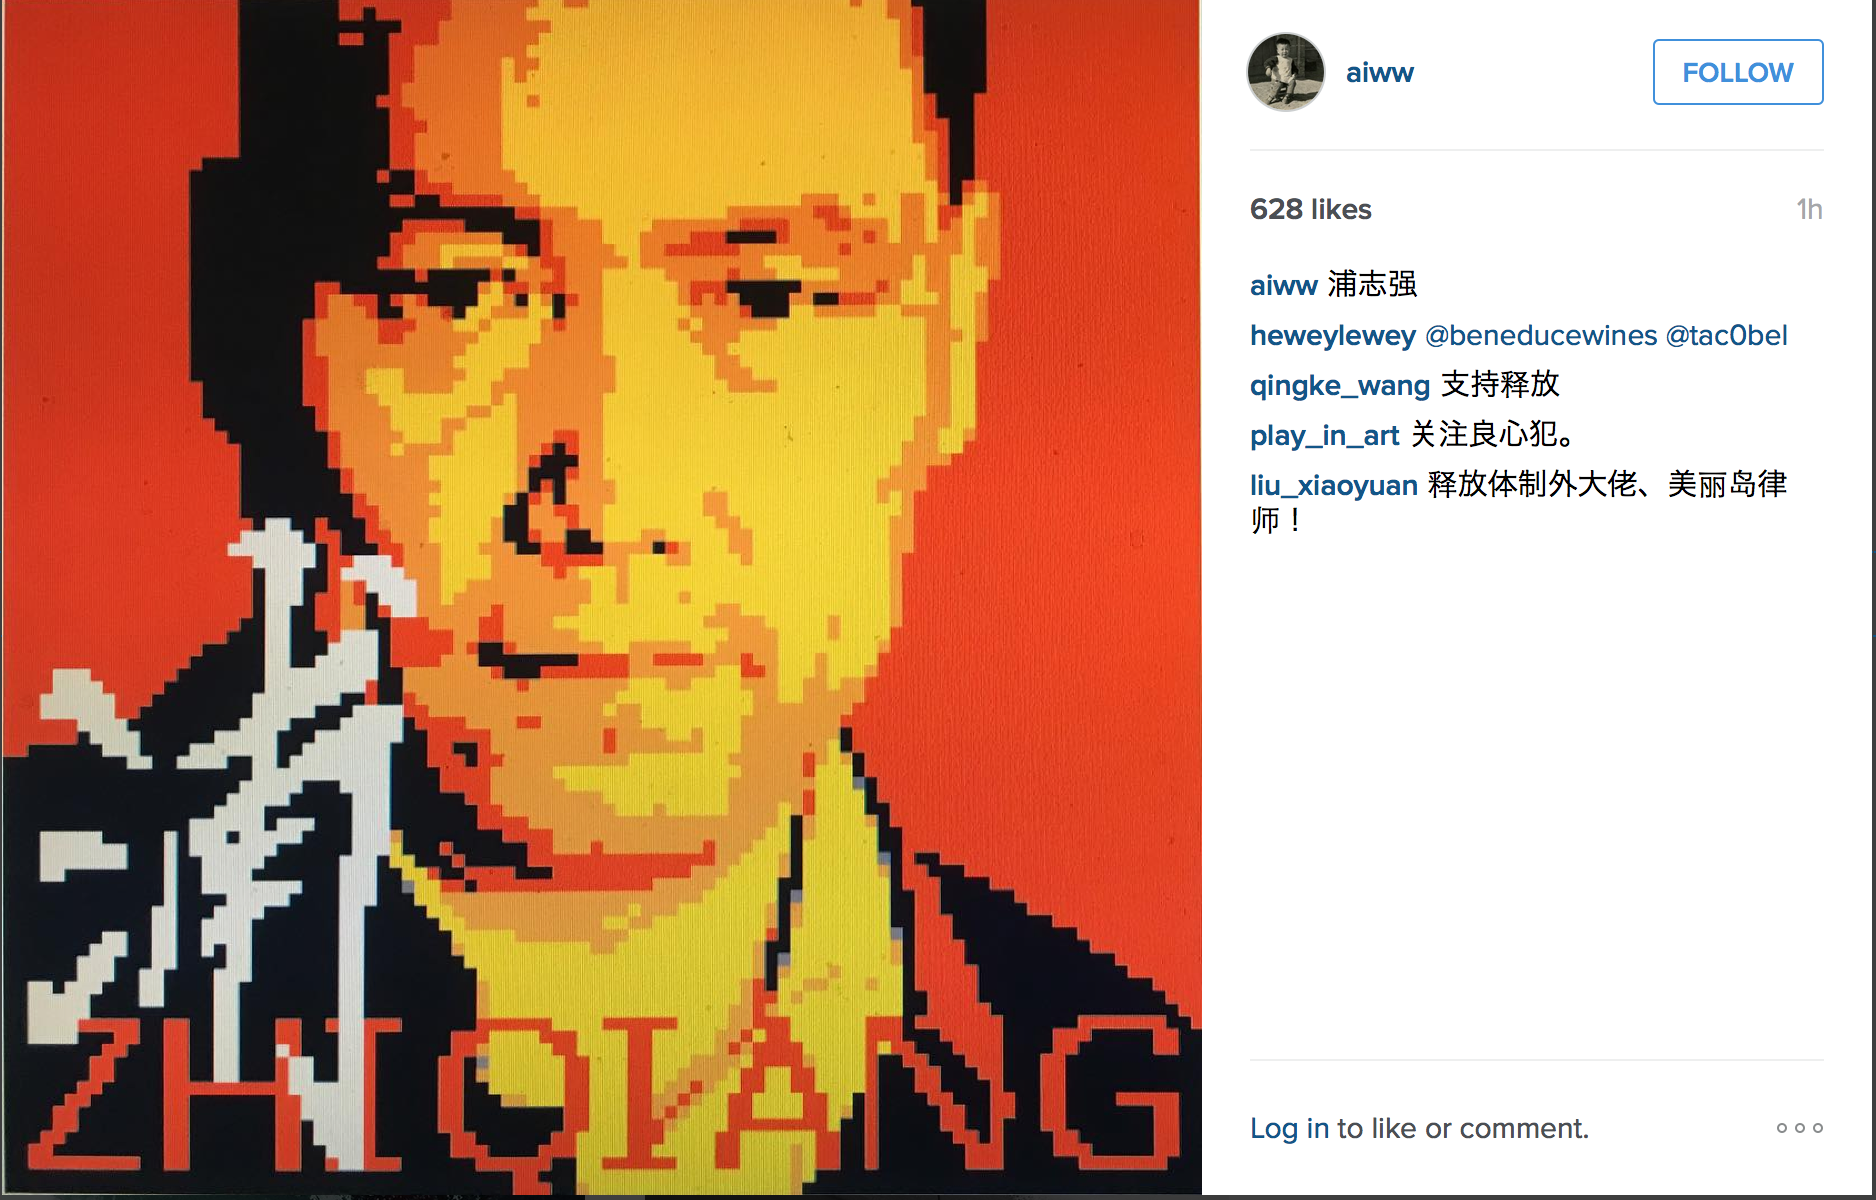 浦
ZHIQIANG
aiww
FOLLOW
628 likes
1h
aiww 浦志强
heweylewey @beneducewines @tac0bel
qingke_wang 支持释放
play_in_art 关注良心犯。
liu_xiaoyuan 释放体制外大佬、美丽岛律
师！
Log in to like or comment.